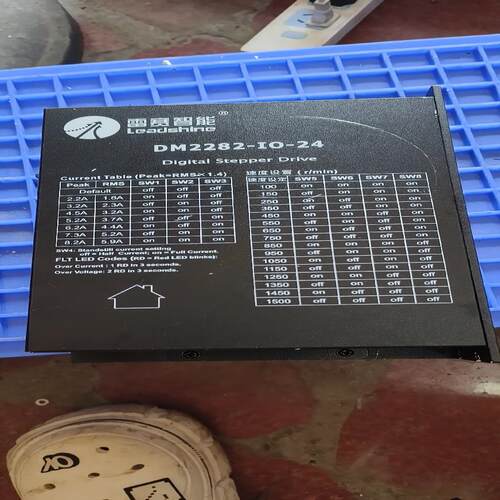 雷赛智能®
Leadshine
DM2282-IO-24
Digital Stepper Drive
Current Table (Peak=RMS×1.4)
Peak RMS SW1 SW2 SW3
Default off off off
2.2A 1.6A on off off
3.2A 2.3A off on off
4.5A 3.2A on on off
5.2A off off on
6.2A 4.4A on off on
7.3A 5.2A off on on
8.2A 5.9A on on on
SW4: Standstill current setting
off = Half Current; on = Full Current.
FLT LED Codes (RD = Red LED blinks):
Over Current : 1 RD in 3 seconds.
Over Voltage: 2 RD in 3 seconds.
速度设置 (r/min)
速度设定 SW5 SW6 SW7 SW8
100 on on on on
150 off on on on
250 on off on on
350 off off on on
450 on on off on
550 off on off on
650 on off off on
750 off off off on
850 on on on off
950 off on on off
1050 on off on off
1150 off off on off
1250 on on off off
1350 off on off off
1450 on off off off
1500 off off off off